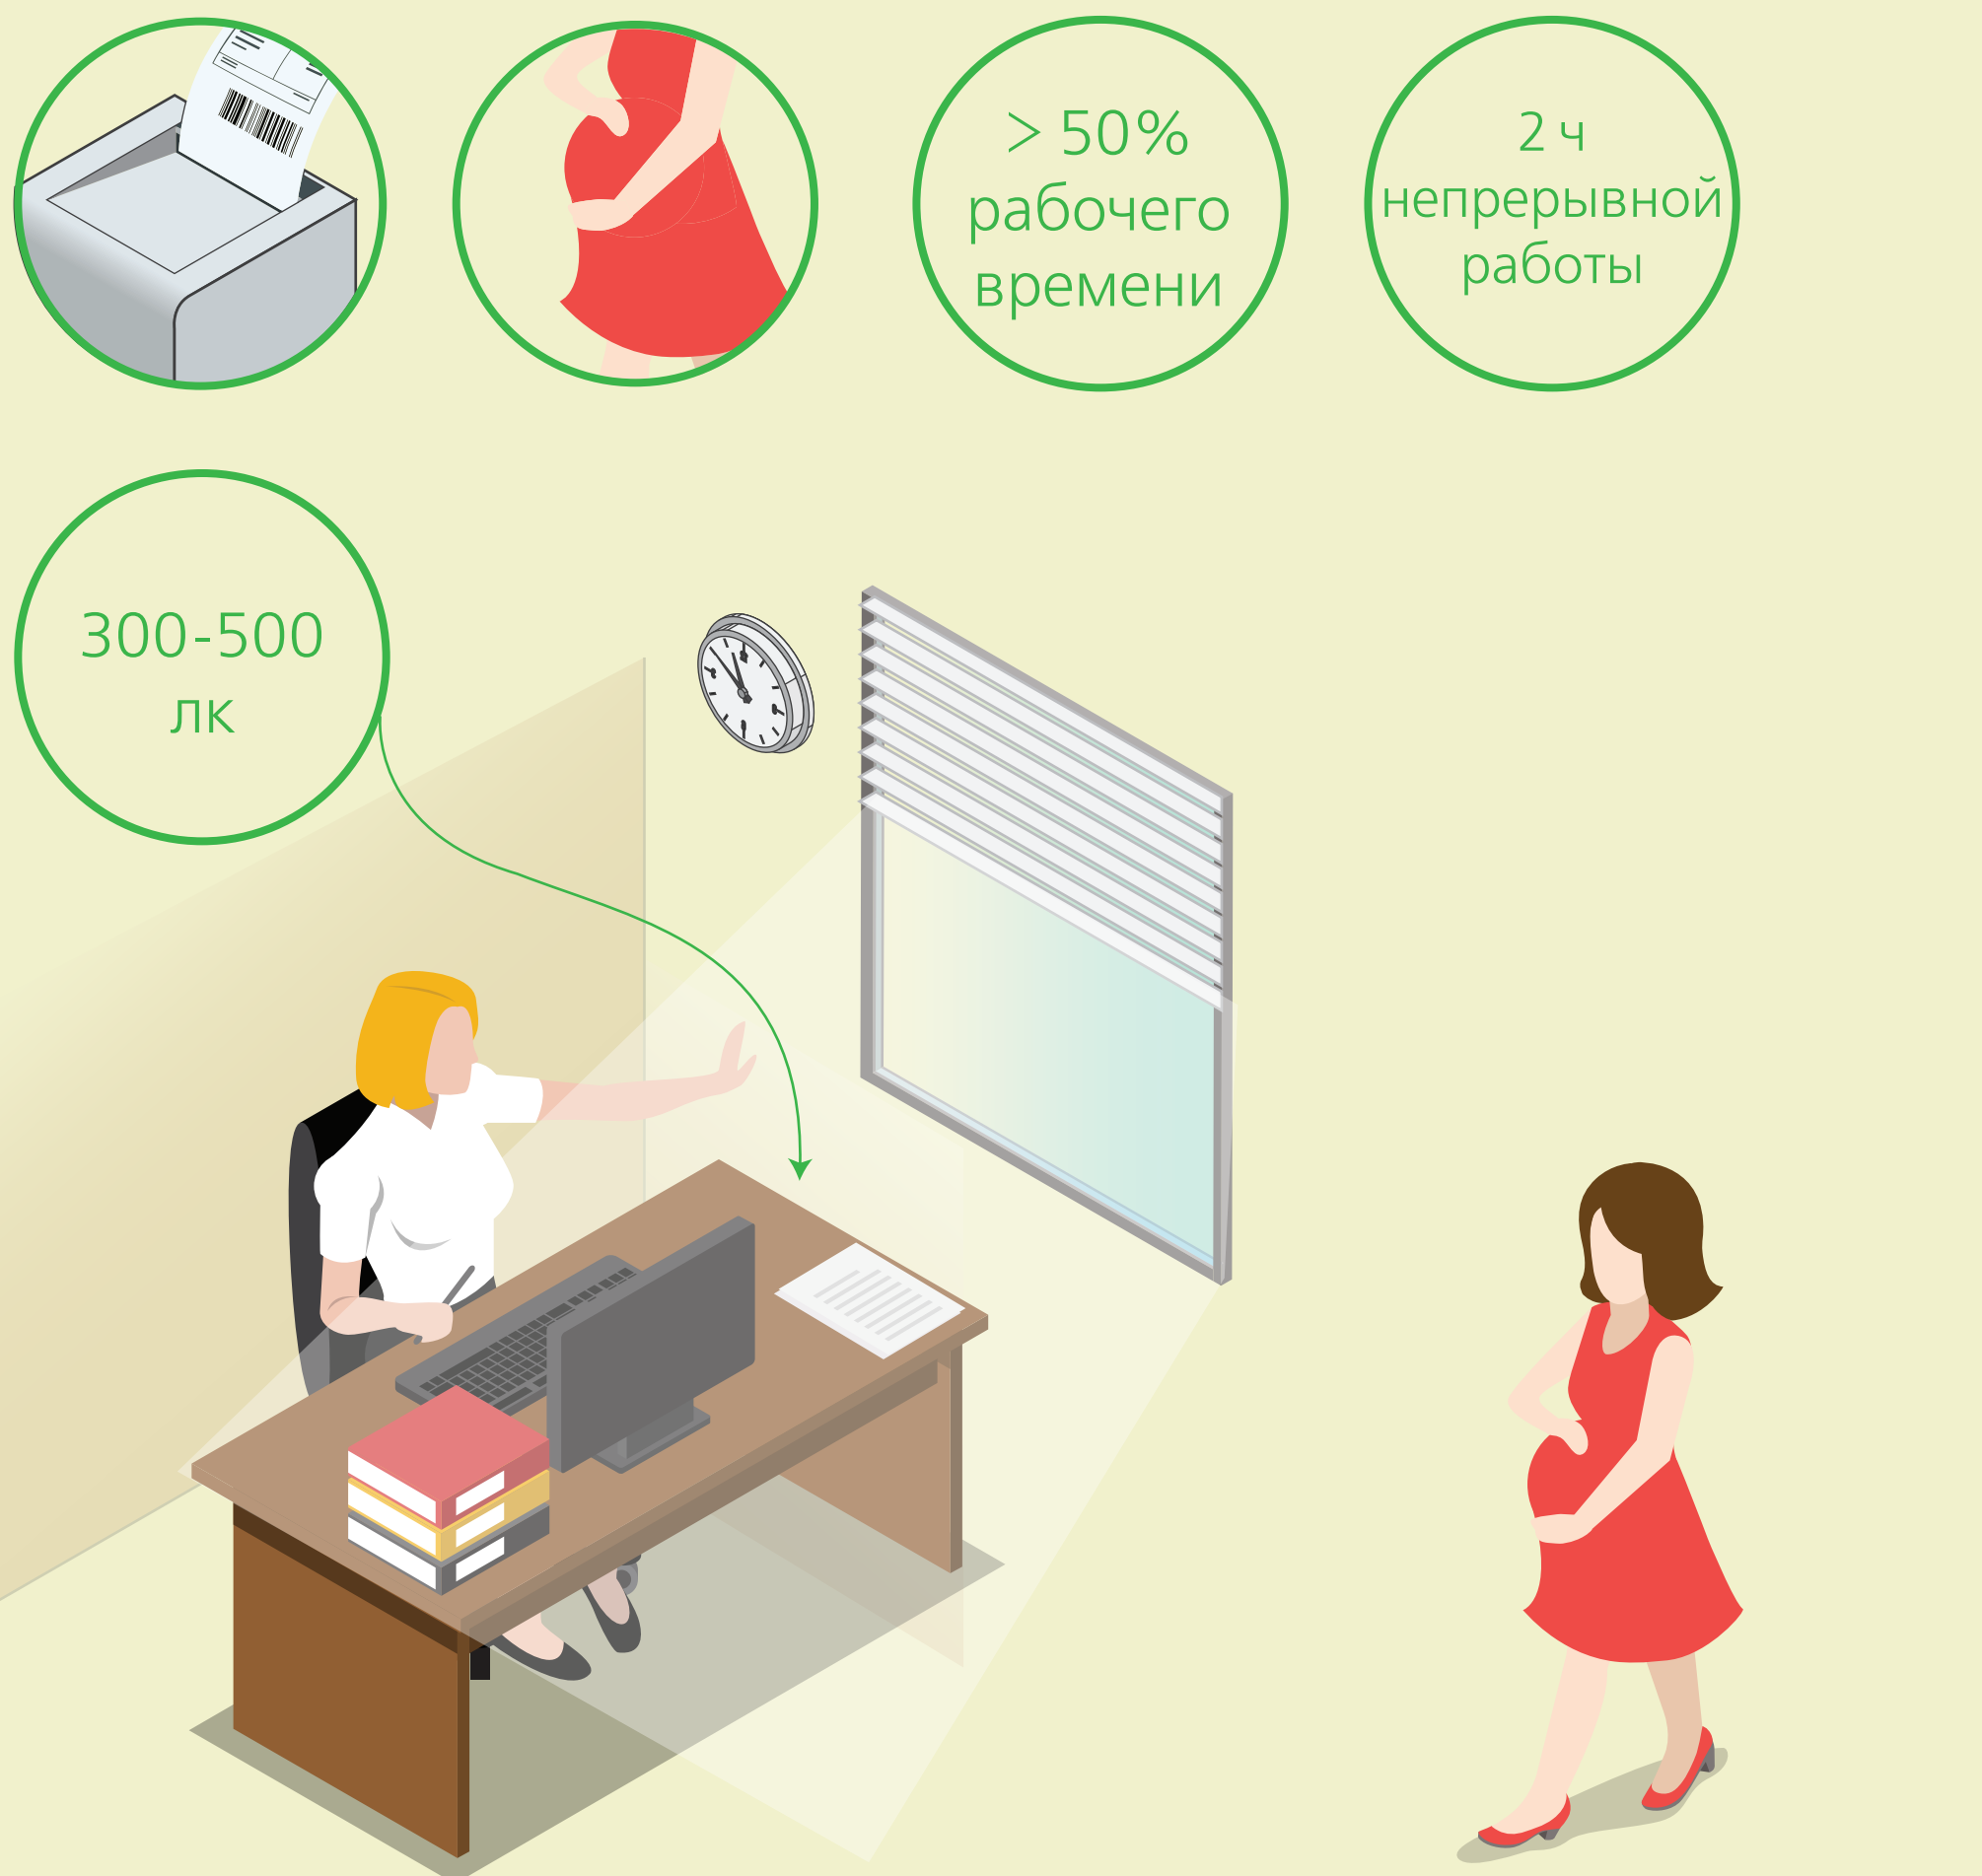 > 50%
рабочего
времени
2 ч
непрерывной
работы
300-500
лк